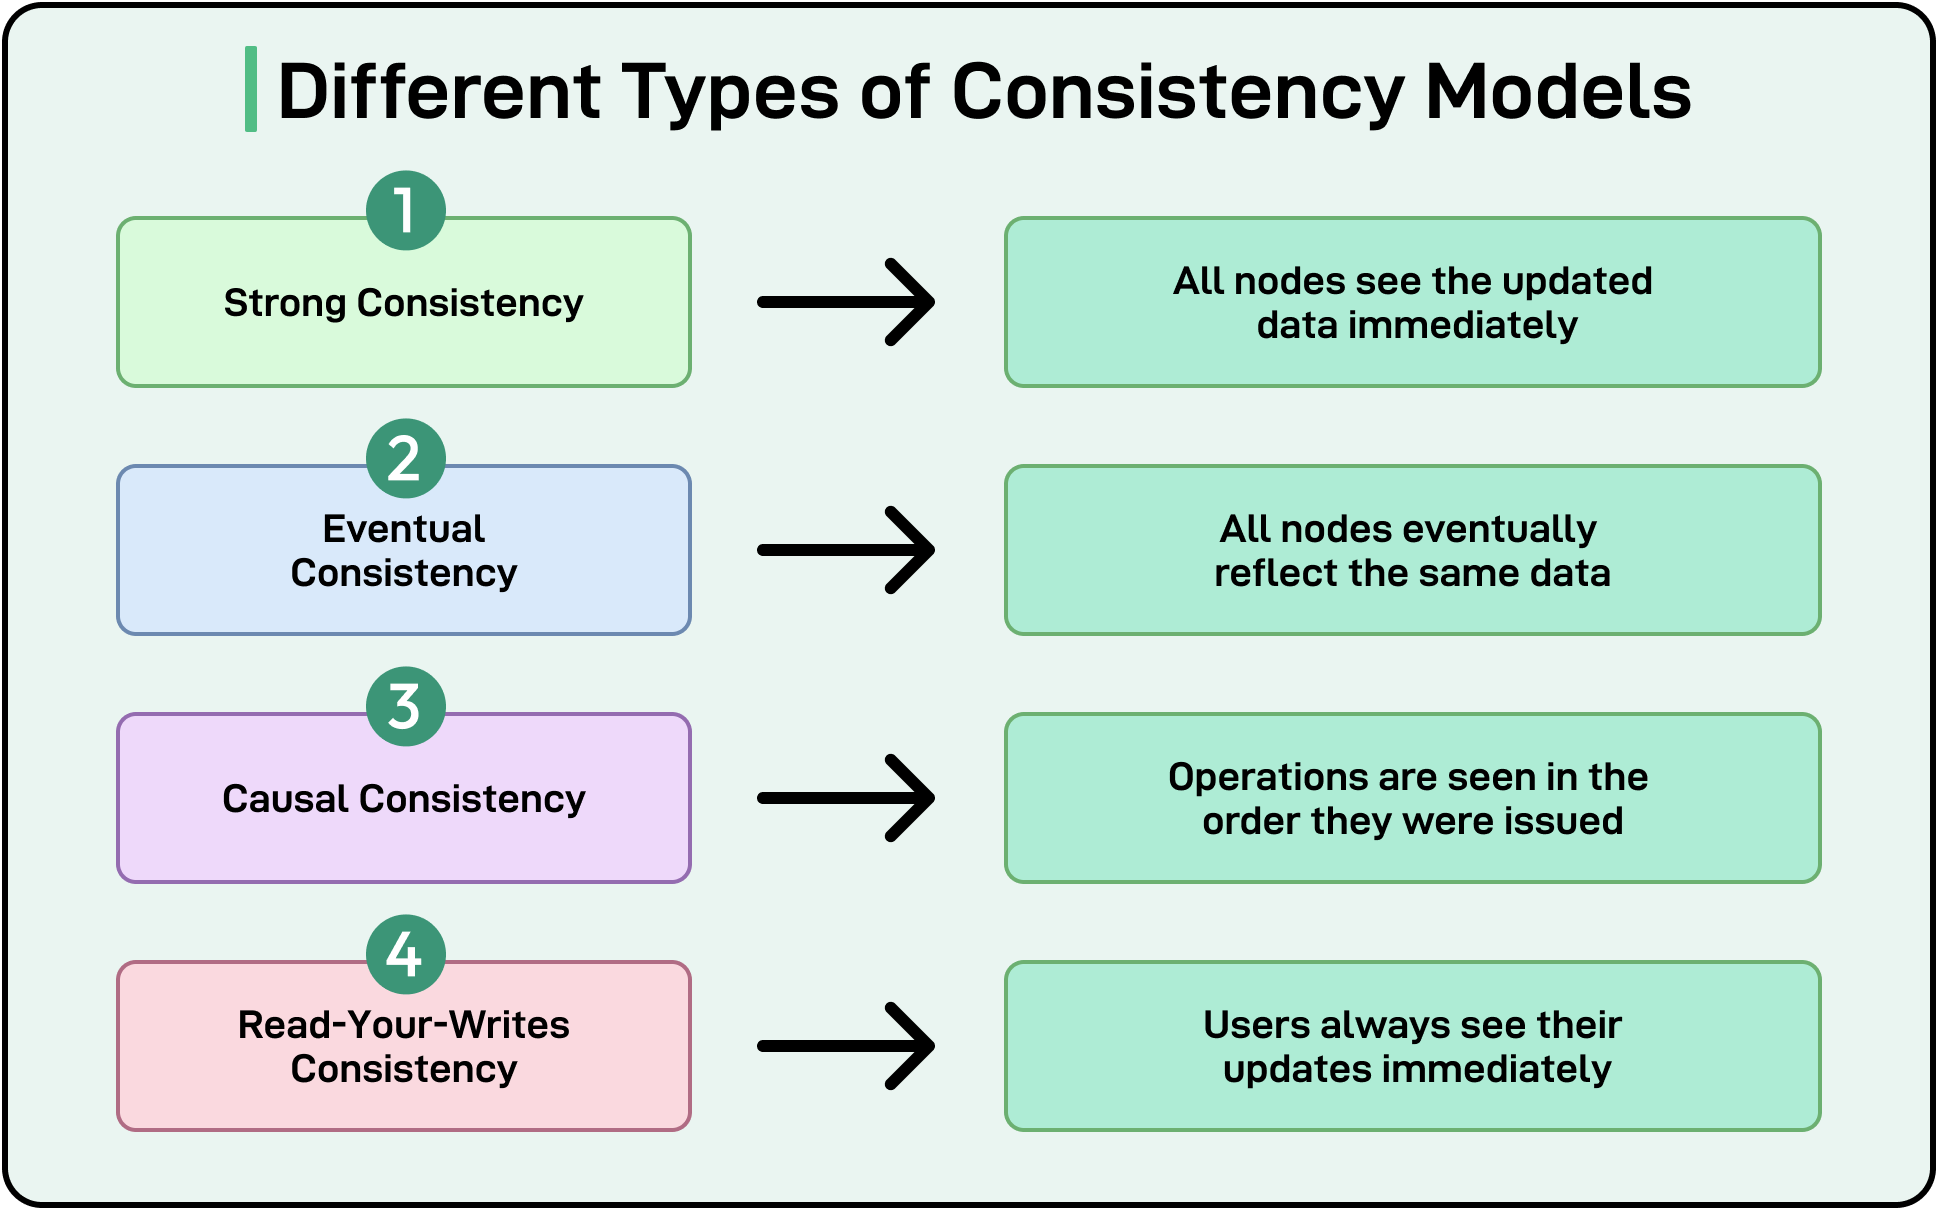 Different Types of Consistency Models
1
Strong Consistency
All nodes see the updated
data immediately
2
Eventual
Consistency
All nodes eventually
reflect the same data
3
Causal Consistency
Operations are seen in the
order they were issued
4
Read-Your-Writes
Consistency
Users always see their
updates immediately